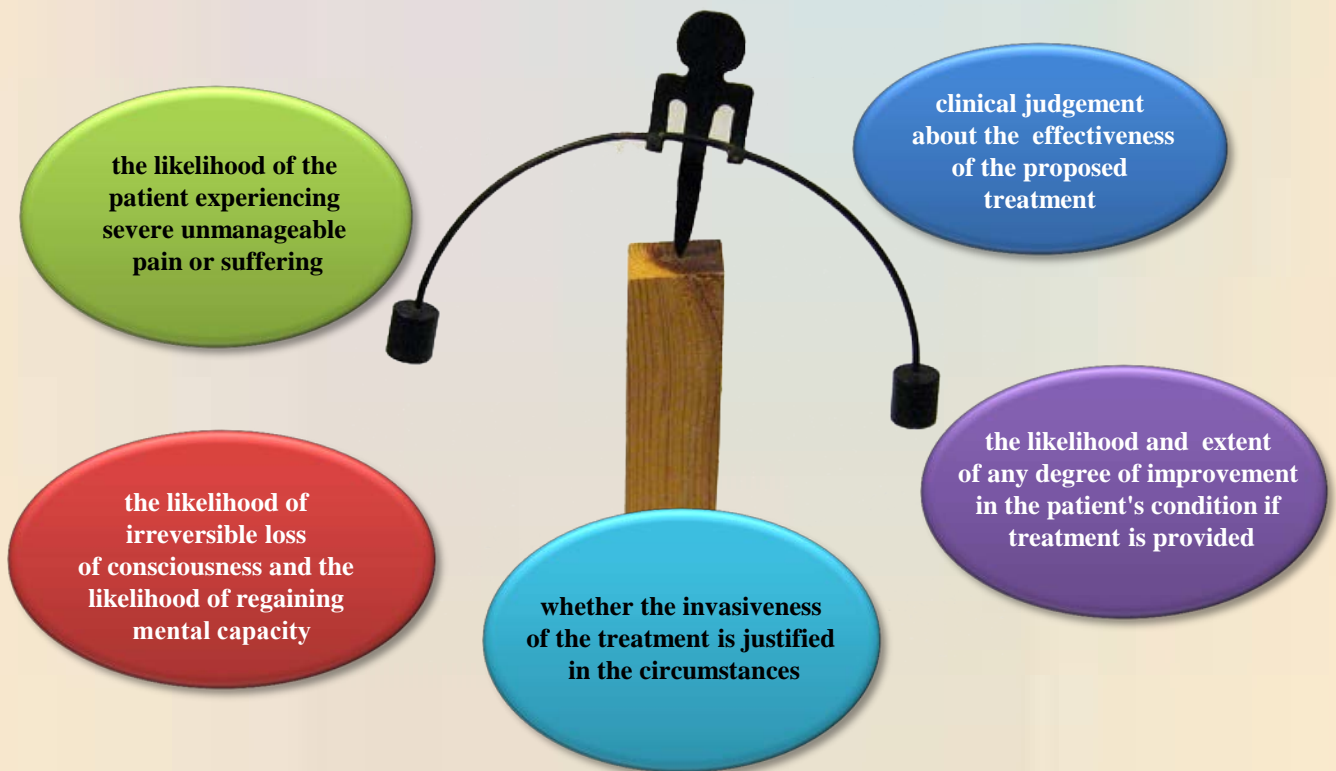 the likelihood of the
patient experiencing
severe unmanageable
pain or suffering
clinical judgement
about the effectiveness
of the proposed
treatment
the likelihood of
irreversible loss
of consciousness and the
likelihood of regaining
mental capacity
whether the invasiveness
of the treatment is justified
in the circumstances
the likelihood and extent
of any degree of improvement
in the patient's condition if
treatment is provided